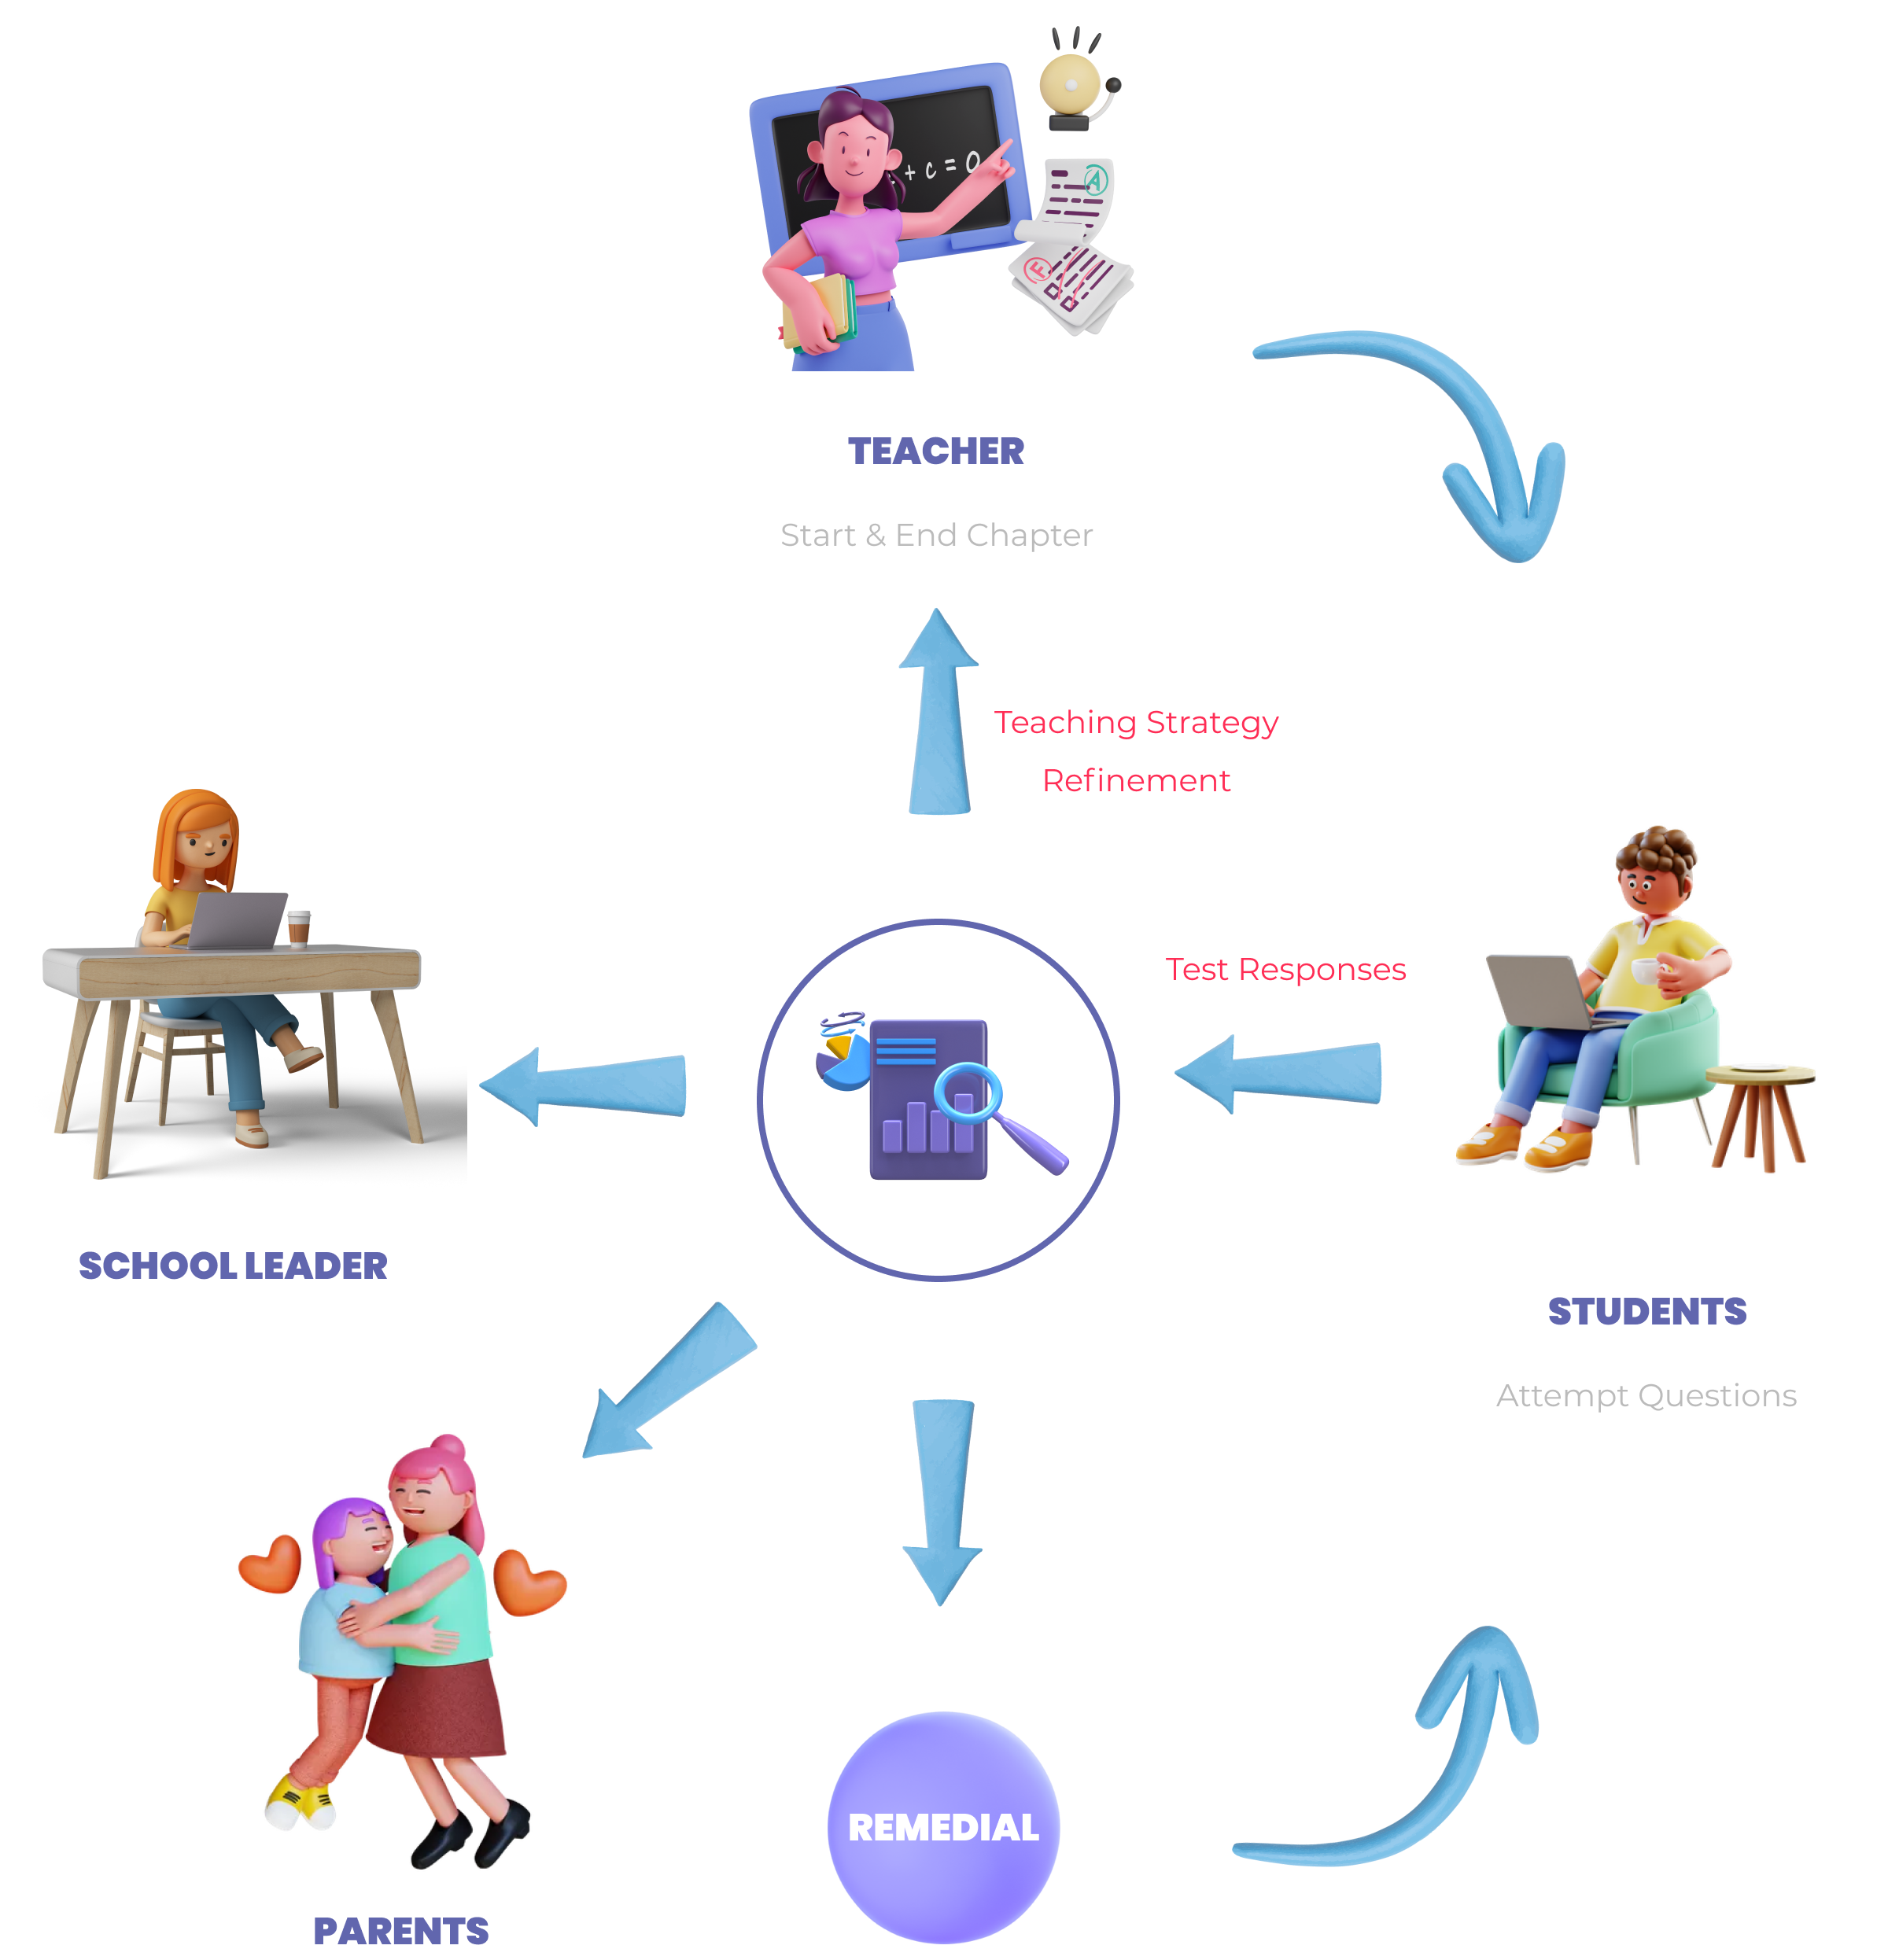 + c = 0
A
F
TEACHER
Start & End Chapter
Teaching Strategy
Refinement
Test Responses
SCHOOL LEADER
STUDENTS
Attempt Questions
REMEDIAL
PARENTS